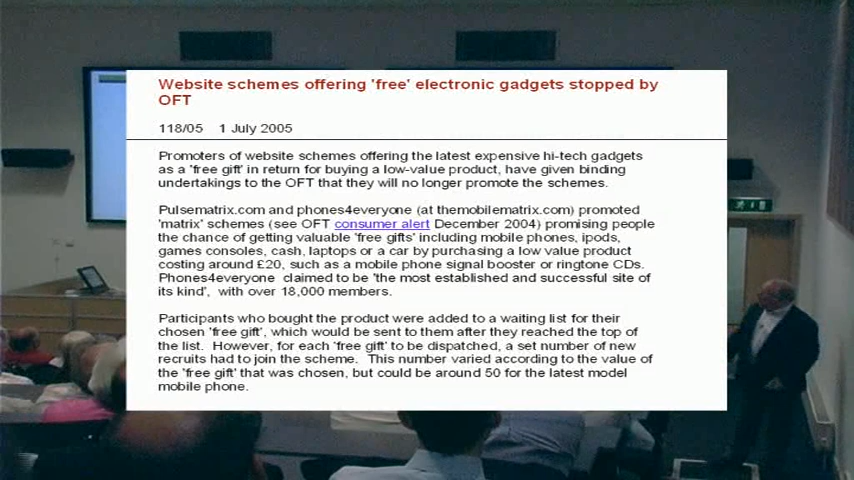 Website schemes offering 'free' electronic gadgets stopped by
OFT
118/05 1 July 2005
Promoters of website schemes offering the latest expensive hi-tech gadgets
as a 'free gift' in return for buying a low-value product, have given binding
undertakings to the OFT that they will no longer promote the schemes.
Pulsematrix.com and phones4everyone (at themobilematrix.com) promoted
'matrix' schemes (see OFT consumer alert December 2004) promising people
the chance of getting valuable 'free gifts' including mobile phones, ipods,
games consoles, cash, laptops or a car by purchasing a low value product
costing around £20, such as a mobile phone signal booster or ringtone CDs.
Phones4everyone claimed to be 'the most established and successful site of
its kind', with over 18,000 members.
Participants who bought the product were added to a waiting list for their
chosen 'free gift', which would be sent to them after they reached the top of
the list. However, for each 'free gift' to be dispatched, a set number of new
recruits had to join the scheme. This number varied according to the value of
the 'free gift' that was chosen, but could be around 50 for the latest model
mobile phone.